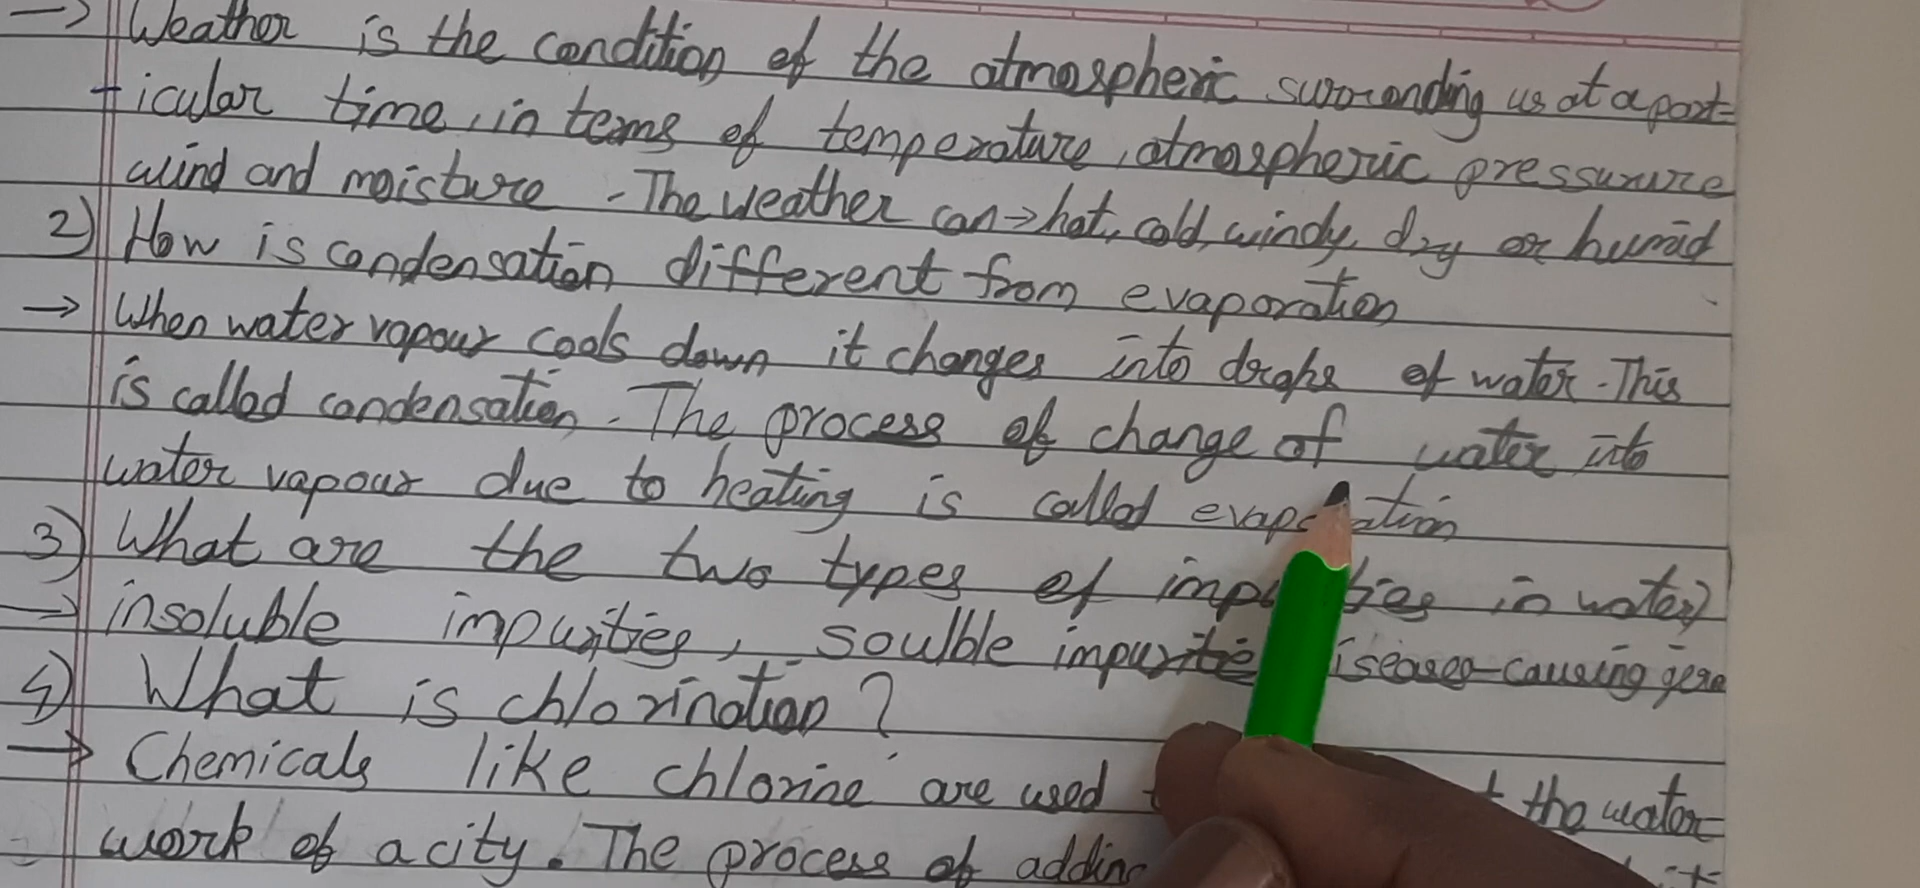 → Weather is the condition of the atmospheric surrounding us at a part-
icular time, in terms of temperature, atmospheric pressurure
wind and moisture - The weather can → hot, cold, windy, dry or humid
2) How is condensation different from evaporation
→ When water vapour cools down it changes into drops of water. This
is called condensation. The process of change of water into
water vapour due to heating is called evap ation
3) What are the two types of imp ties in water)
→ insoluble impurities, soulble impuritie iseases-causing
4) What is chlorination?
→ Chemicals like chlorine are used the water-
work of a city. The process of adding